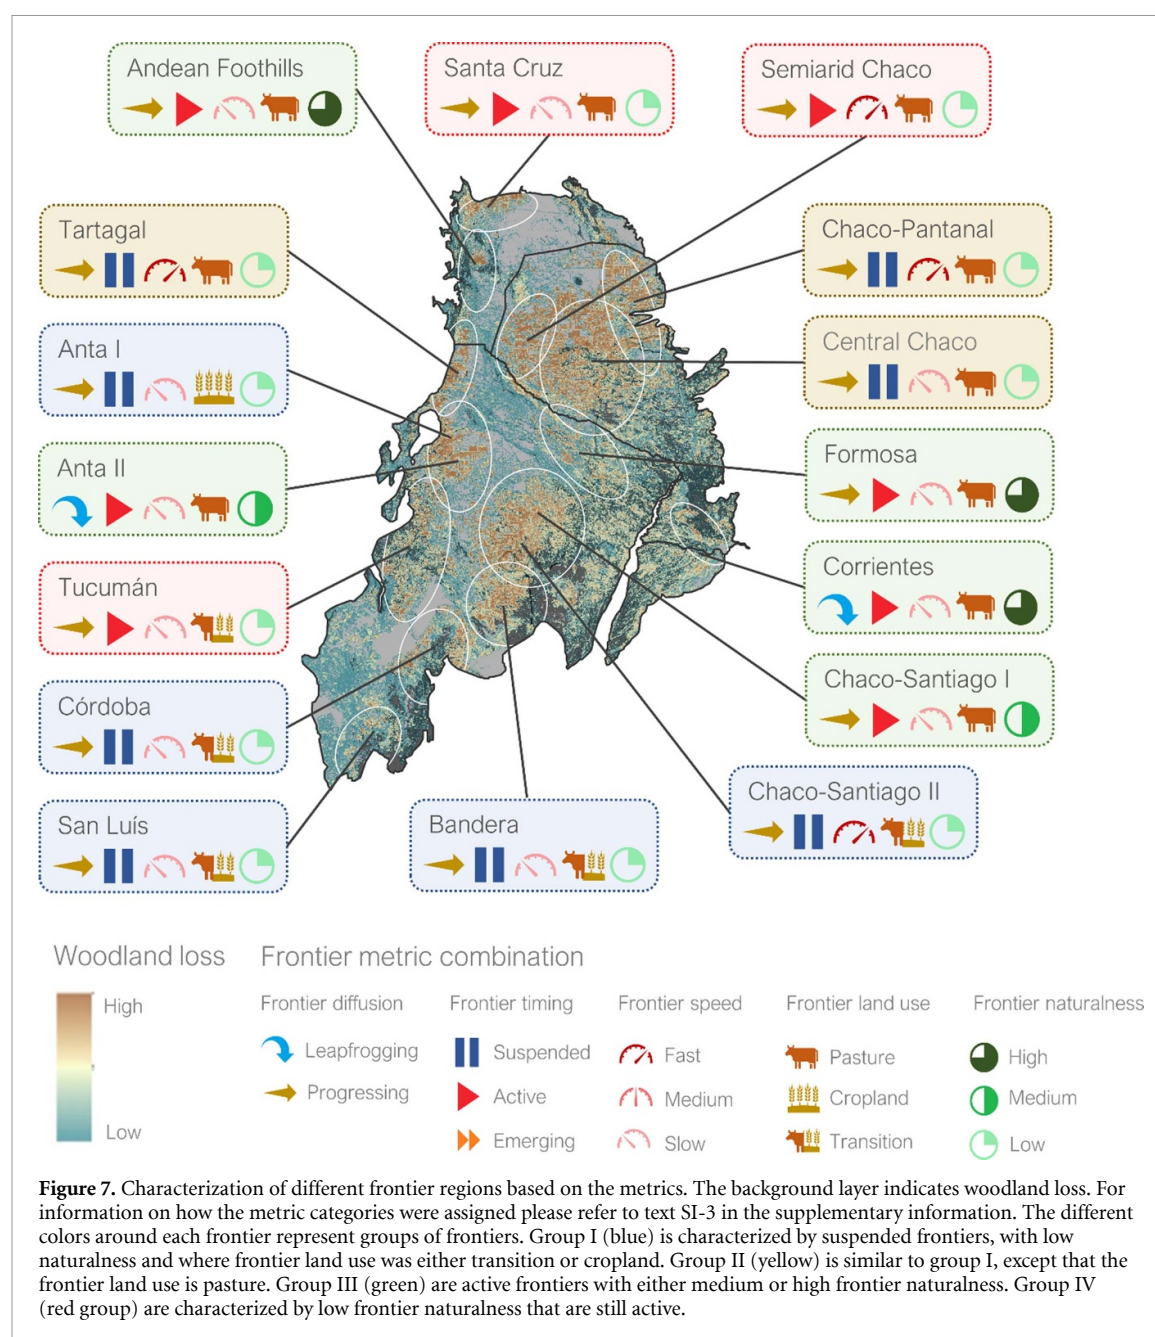 Andean Foothills
Santa Cruz
Semiarid Chaco
Tartagal
Chaco-Pantanal
Anta I
Central Chaco
Anta II
Formosa
Tucumán
Corrientes
Córdoba
Chaco-Santiago I
San Luís
Bandera
Chaco-Santiago II
Woodland loss
High
Low
Frontier metric combination
Frontier diffusion
Leapfrogging
Progressing
Frontier timing
Suspended
Active
Emerging
Frontier speed
Fast
Medium
Slow
Frontier land use
Pasture
Cropland
Transition
Frontier naturalness
High
Medium
Low
Figure 7. Characterization of different frontier regions based on the metrics. The background layer indicates woodland loss. For
information on how the metric categories were assigned please refer to text SI-3 in the supplementary information. The different
colors around each frontier represent groups of frontiers. Group I (blue) is characterized by suspended frontiers, with low
naturalness and where frontier land use was either transition or cropland. Group II (yellow) is similar to group I, except that the
frontier land use is pasture. Group III (green) are active frontiers with either medium or high frontier naturalness. Group IV
(red group) are characterized by low frontier naturalness that are still active.